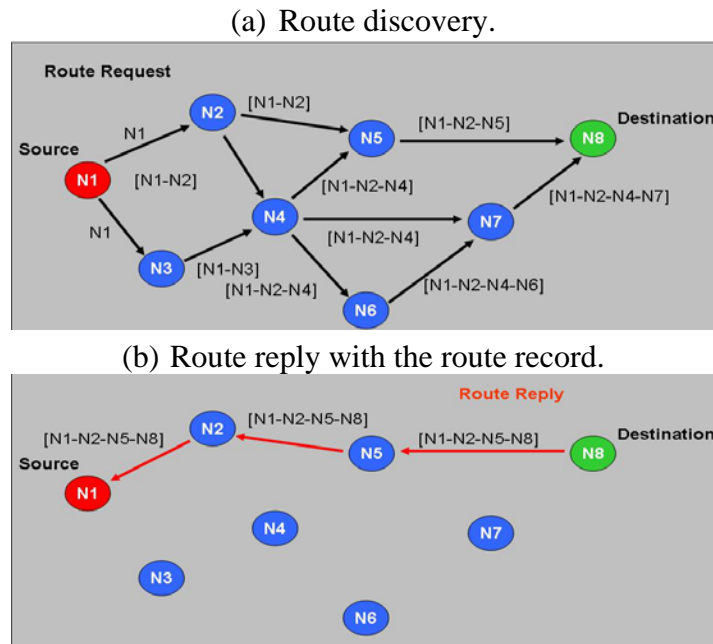 (a) Route discovery.
Route Request
N2
[N1-N2]
N1
[N1-N2-N5]
Destination
N5
N8
Source
N1
[N1-N2]
[N1-N2-N4]
[N1-N2-N4-N7]
N4
N7
N1
[N1-N2-N4]
N3
[N1-N3]
[N1-N2-N4]
[N1-N2-N4-N6]
N6
(b) Route reply with the route record.
Route Reply
[N1-N2-N5-N8]
N2
[N1-N2-N5-N8]
[N1-N2-N5-N8]
Destination
Source
N5
N8
N1
N4
N7
N3
N6